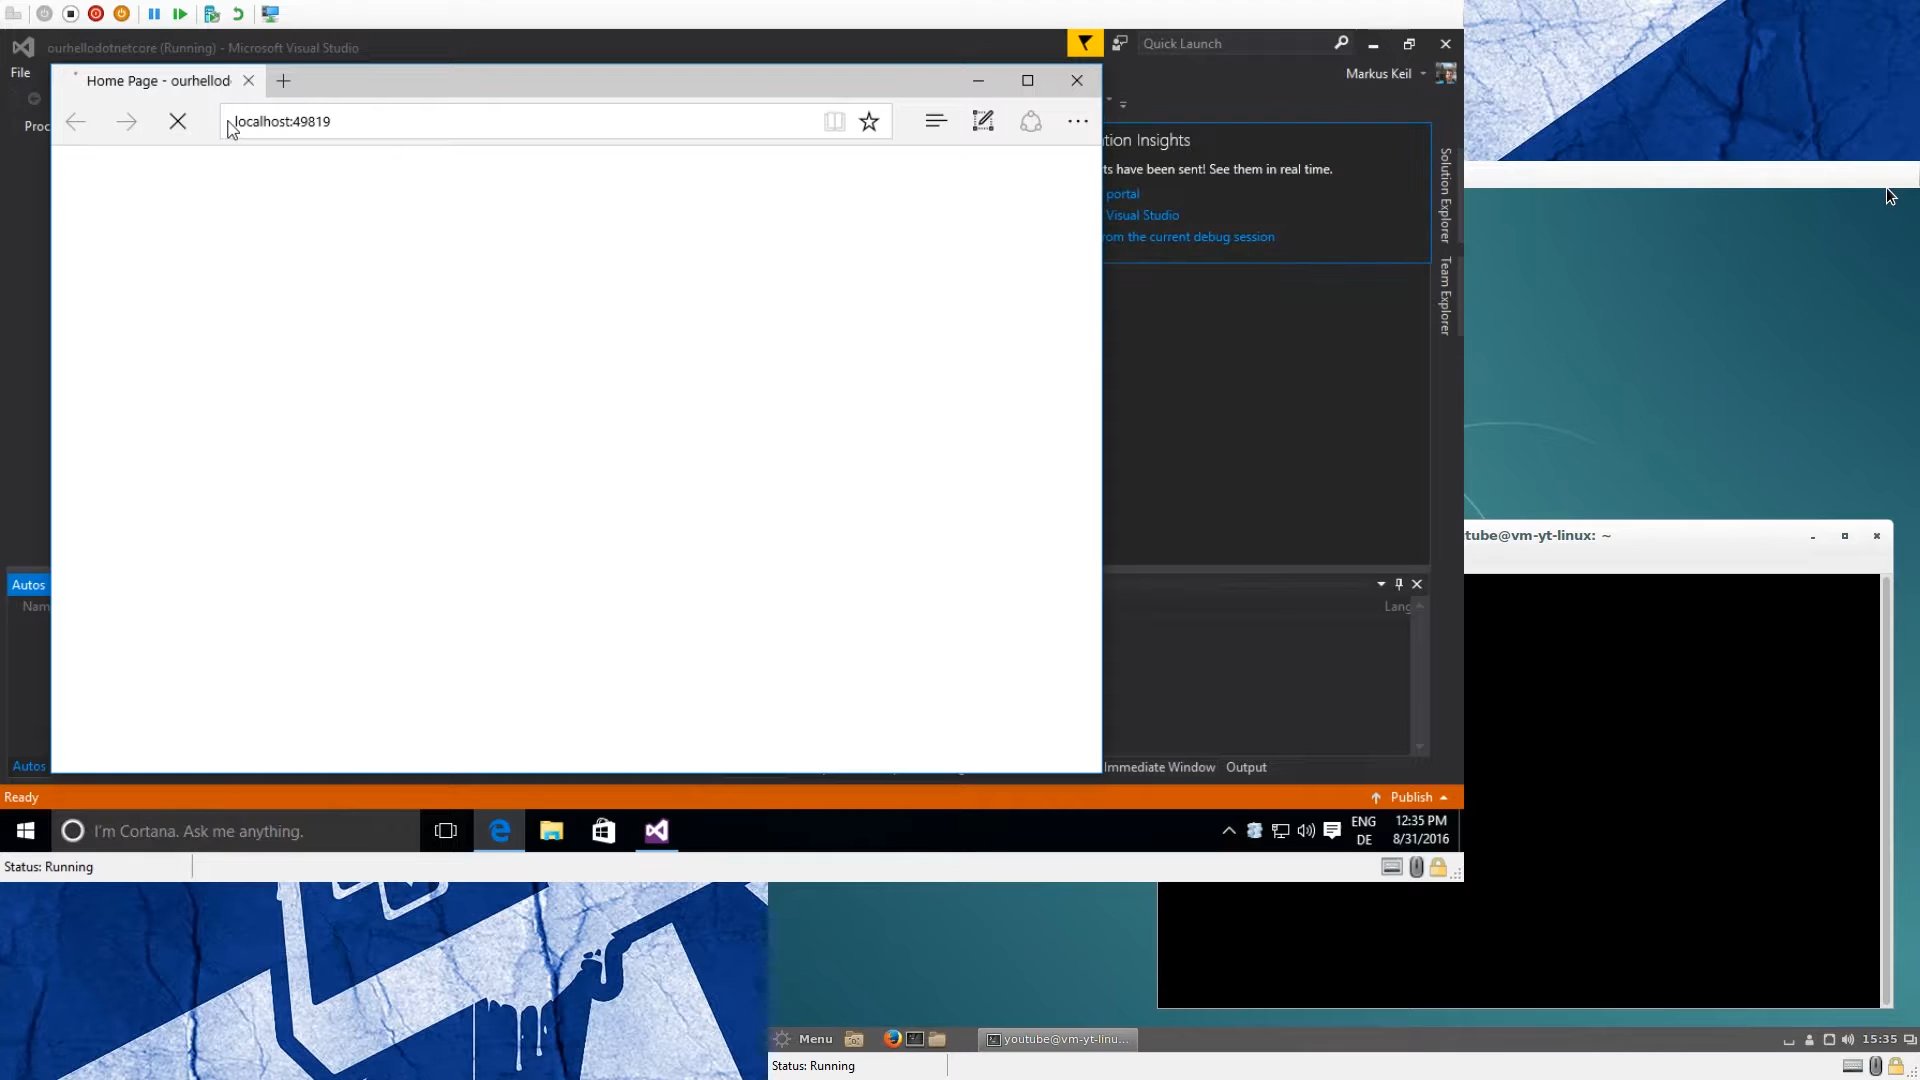 ourhellodotnetcore (Running) - Microsoft Visual Studio
Quick Launch
File
Markus Keil
Home Page - ourhellod
localhost:49819
Proc
tion Insights
ts have been sent! See them in real time.
portal
Visual Studio
rom the current debug session
Solution Explorer
Team Explorer
Autos
Nam
Lang
Autos
Immediate Window
Output
Ready
Publish
I'm Cortana. Ask me anything.
ENG
DE
12:35 PM
8/31/2016
Status: Running
tube@vm-yt-linux: ~
Menu
youtube@vm-yt-linu...
15:35
Status: Running